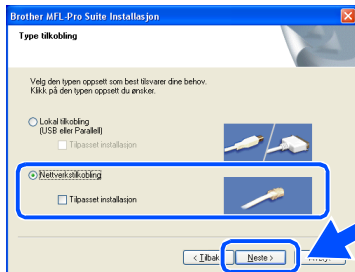 Brother MFL-Pro Suite Installasjon
Type tilkobling
Velg den typen oppsett som best tilsvarer dine behov.
Klikk på den typen oppsett du ønsker.
Lokal tilkobling
(USB eller Parallell)
Tilpasset installasjon
Nettverkstilkobling
Tilpasset installasjon
< Tilbak Neste >